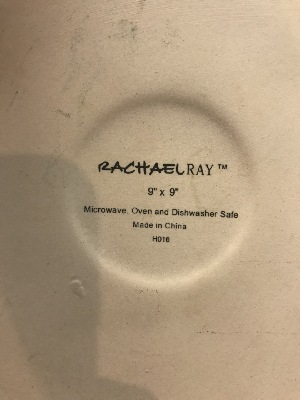 RACHAELRAY™
9" x 9"
Microwave, Oven and Dishwasher Safe
Made in China
H016